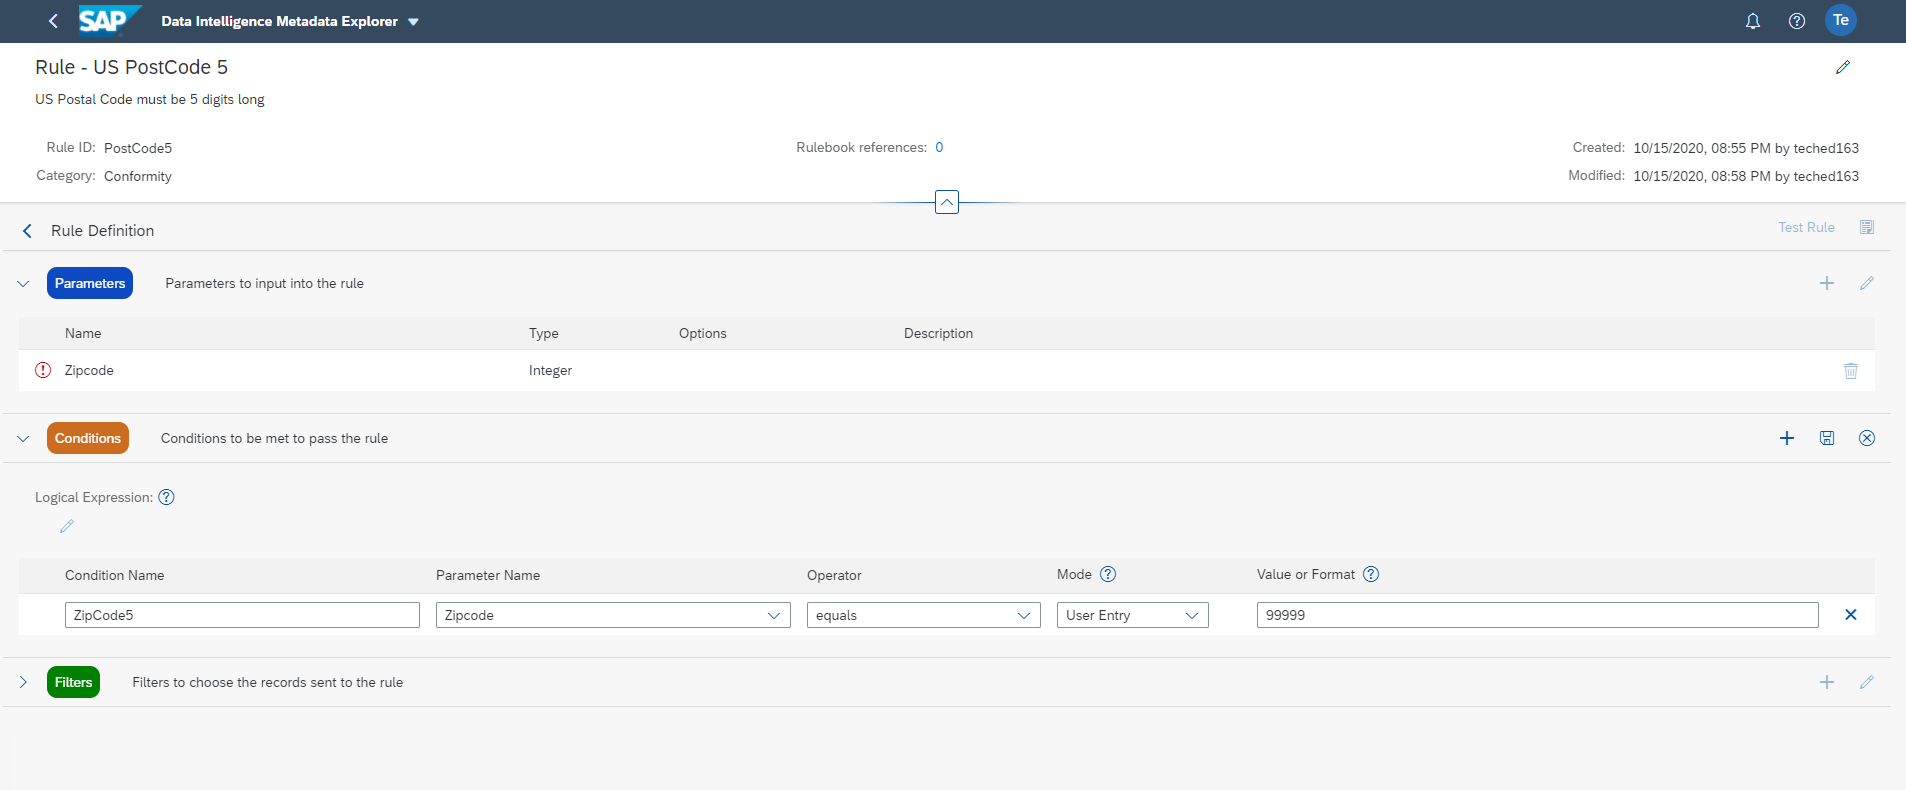 SAP Data Intelligence Metadata Explorer Te
Rule - US PostCode 5
US Postal Code must be 5 digits long
Rule ID: PostCode5 Rulebook references: 0 Created: 10/15/2020, 08:55 PM by teched163
Category: Conformity Modified: 10/15/2020, 08:58 PM by teched163
Rule Definition Test Rule
Parameters Parameters to input into the rule
Name Type Options Description
Zipcode Integer
Conditions Conditions to be met to pass the rule
Logical Expression:
Condition Name Parameter Name Operator Mode Value or Format
ZipCode5 Zipcode equals User Entry 99999
Filters Filters to choose the records sent to the rule